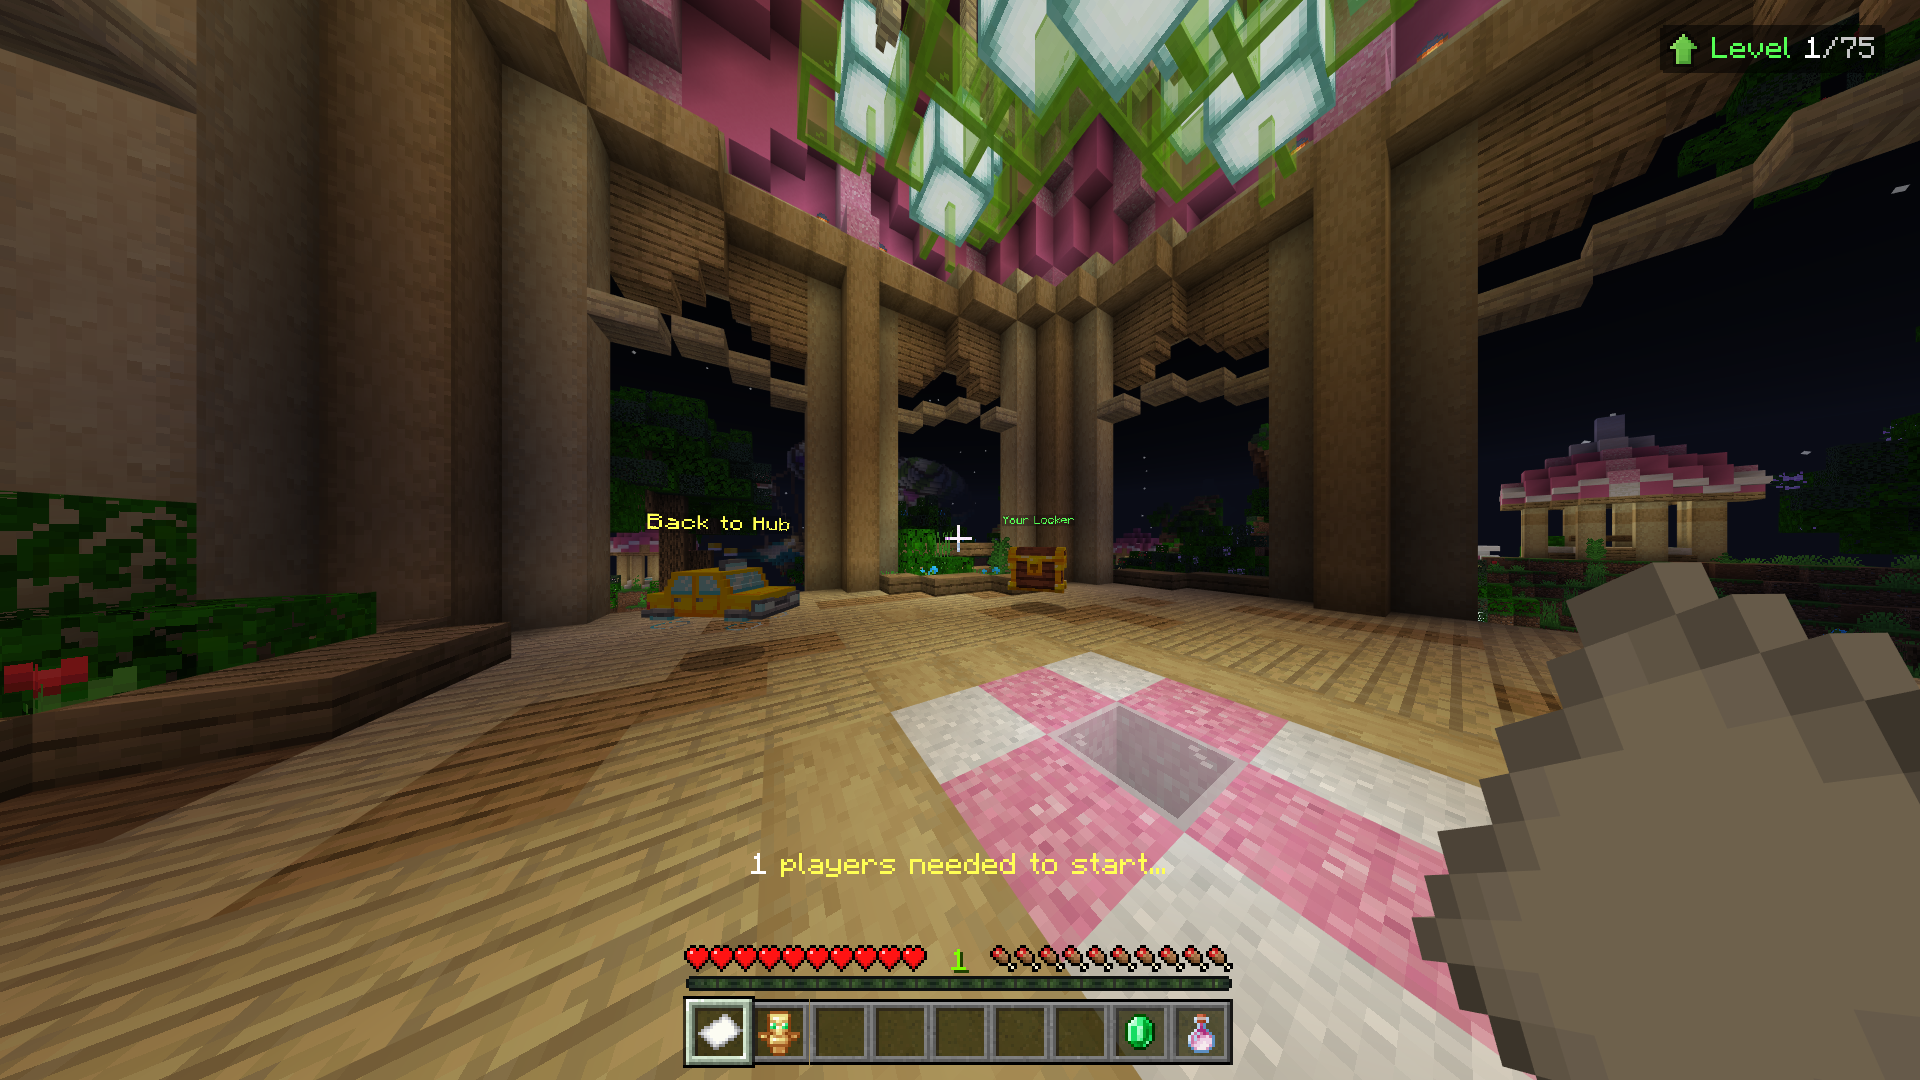 Level 1/75
Back to Hub
Your Locker
1 players needed to start...
1